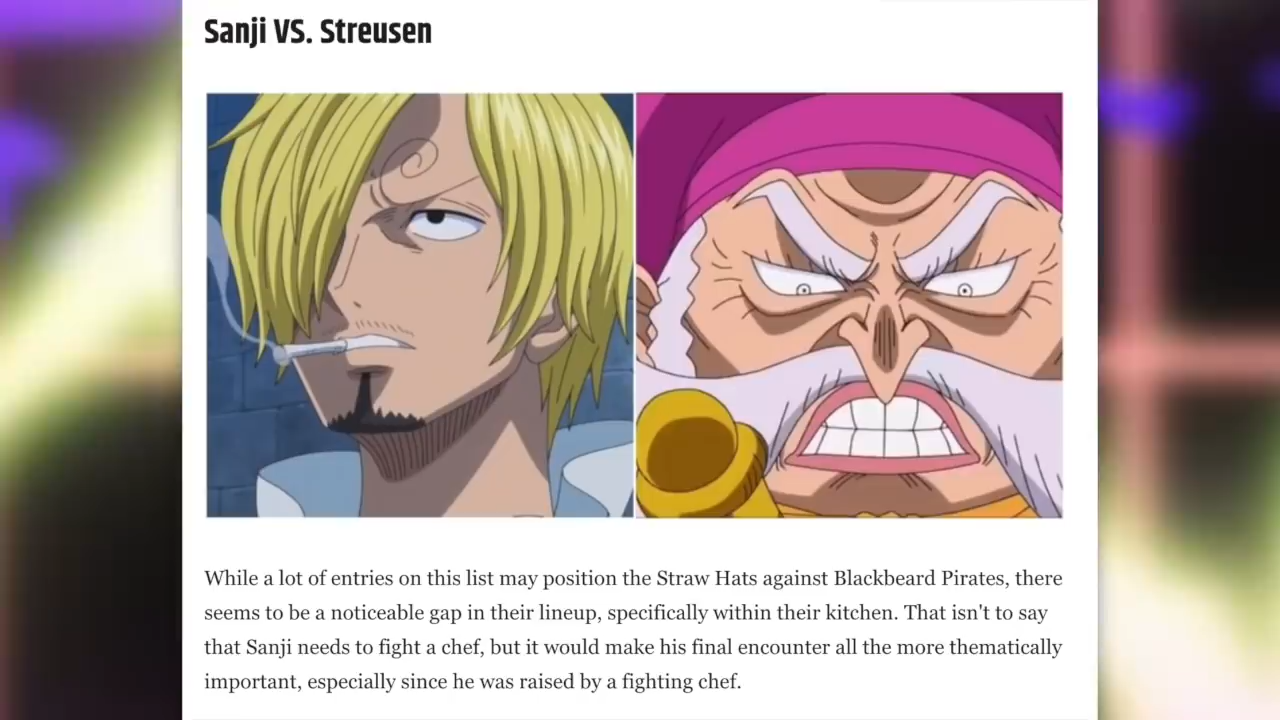 Sanji VS. Streusen
While a lot of entries on this list may position the Straw Hats against Blackbeard Pirates, there
seems to be a noticeable gap in their lineup, specifically within their kitchen. That isn't to say
that Sanji needs to fight a chef, but it would make his final encounter all the more thematically
important, especially since he was raised by a fighting chef.